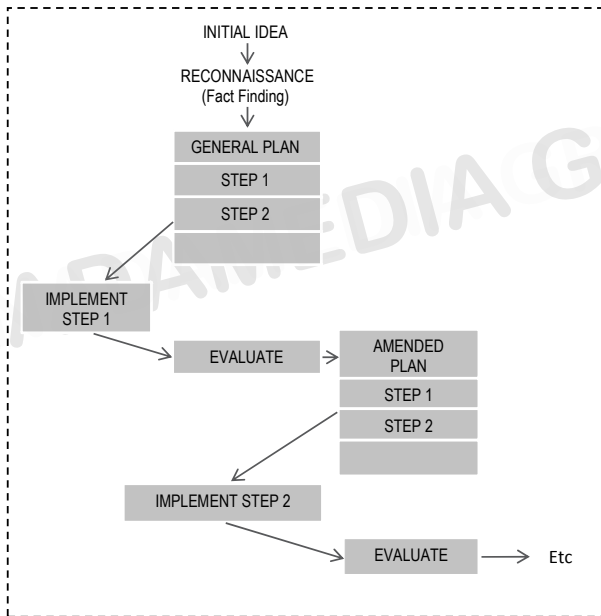 INITIAL IDEA
RECONNAISSANCE
(Fact Finding)
GENERAL PLAN
STEP 1
STEP 2
IMPLEMENT
STEP 1
EVALUATE
AMENDED
PLAN
STEP 1
STEP 2
IMPLEMENT STEP 2
EVALUATE
Etc
ADAMEDIA G